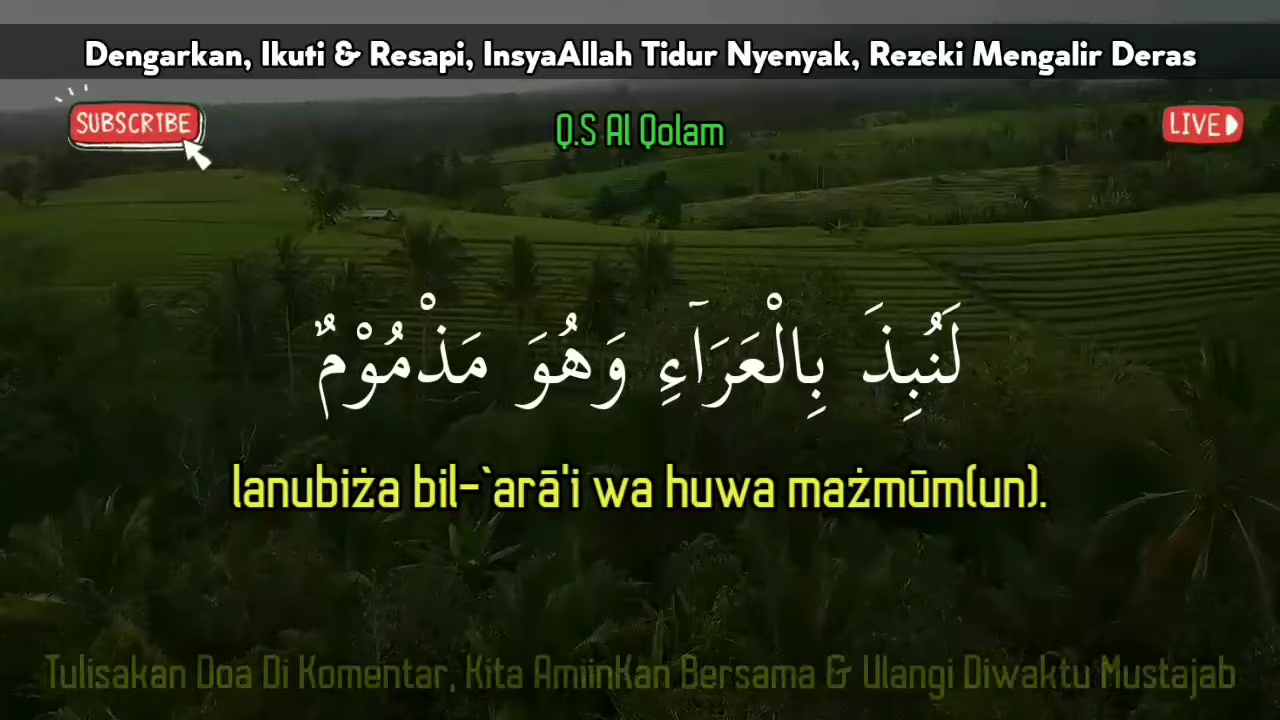 Dengarkan, Ikuti & Resapi, InsyaAllah Tidur Nyenyak, Rezeki Mengalir Deras
SUBSCRIBE
Q.S Al Qolam
LIVE
لَنُبِذَ بِالْعَرَاۤءِ وَهُوَ مَذْمُوْمٌ
lanubiża bil-`arā'i wa huwa mażmūm(un).
Tulisakan Doa Di Komentar, Kita AmiinKan Bersama & Ulangi Diwaktu Mustajab